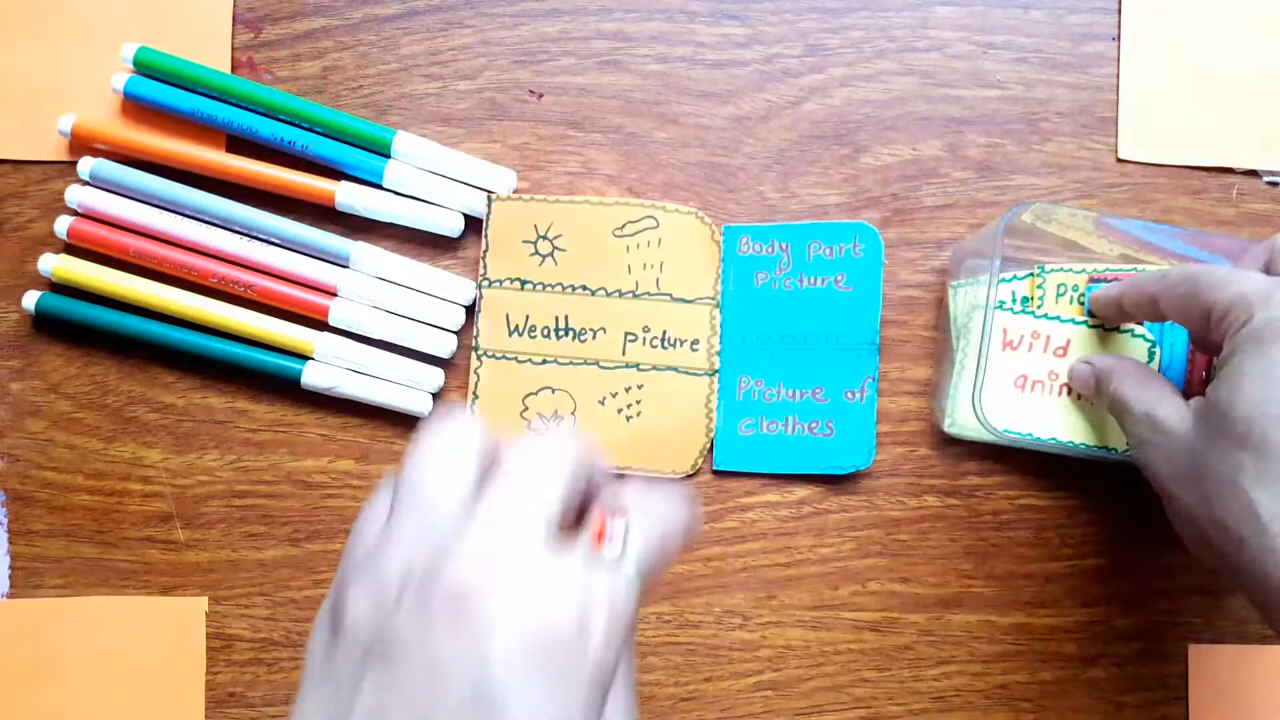 Weather picture
Body part
Picture
Picture of
clothes
Wild